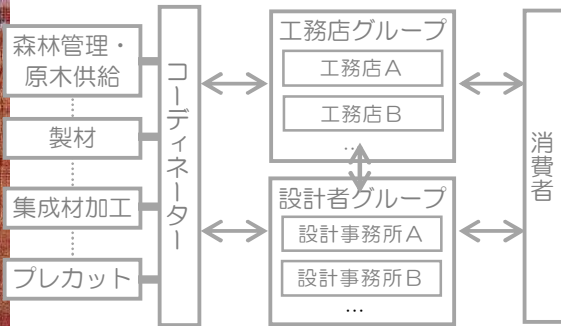 森林管理・
原木供給
製材
集成材加工
プレカット
コーディネーター
工務店グループ
工務店A
工務店B
…
設計者グループ
設計事務所A
設計事務所B
…
消費者